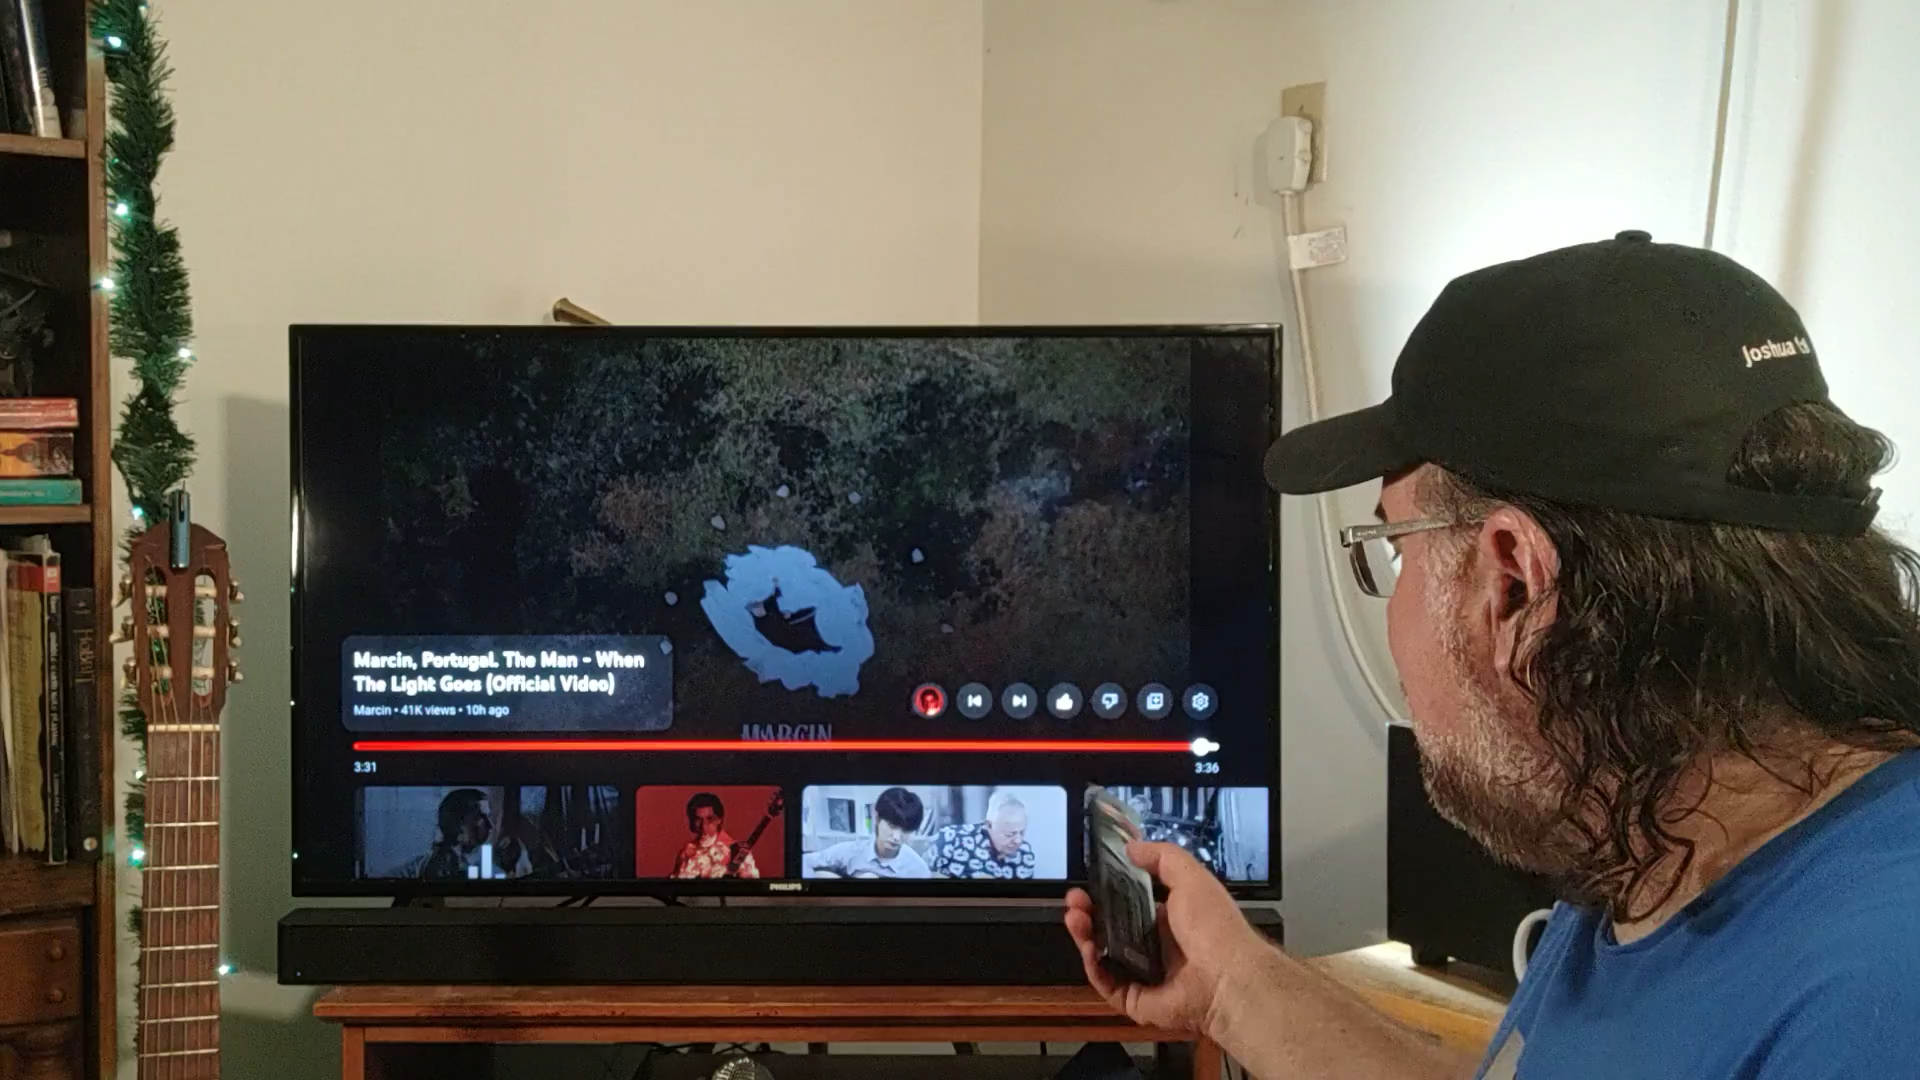 Joshua
Marcin, Portugal. The Man - When
The Light Goes (Official Video)
Marcin • 41K views • 10h ago
MARCIN
3:31
3:36
PHILIPS